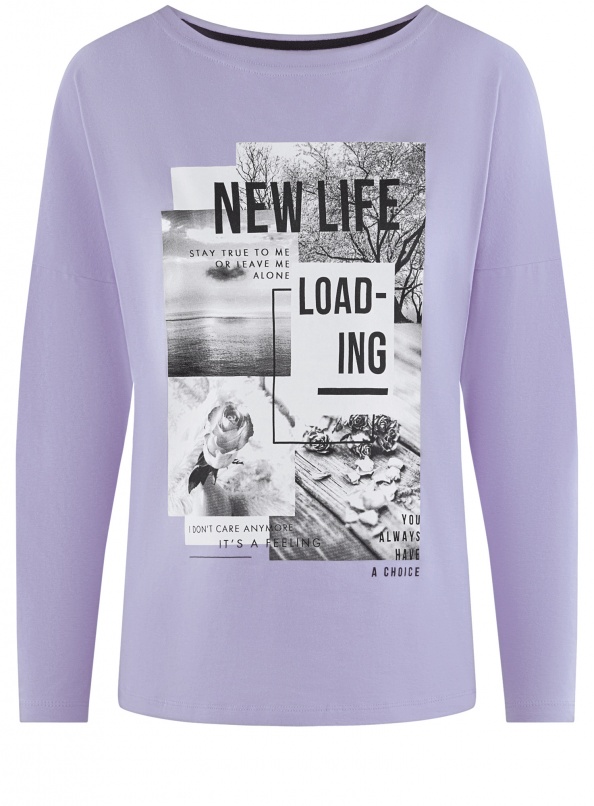 NEW LIFE
STAY TRUE TO ME
OR LEAVE ME
ALONE
LOAD-
ING
I DON'T CARE ANYMORE
IT'S A FEELING
YOU
ALWAYS
HAVE
A CHOICE